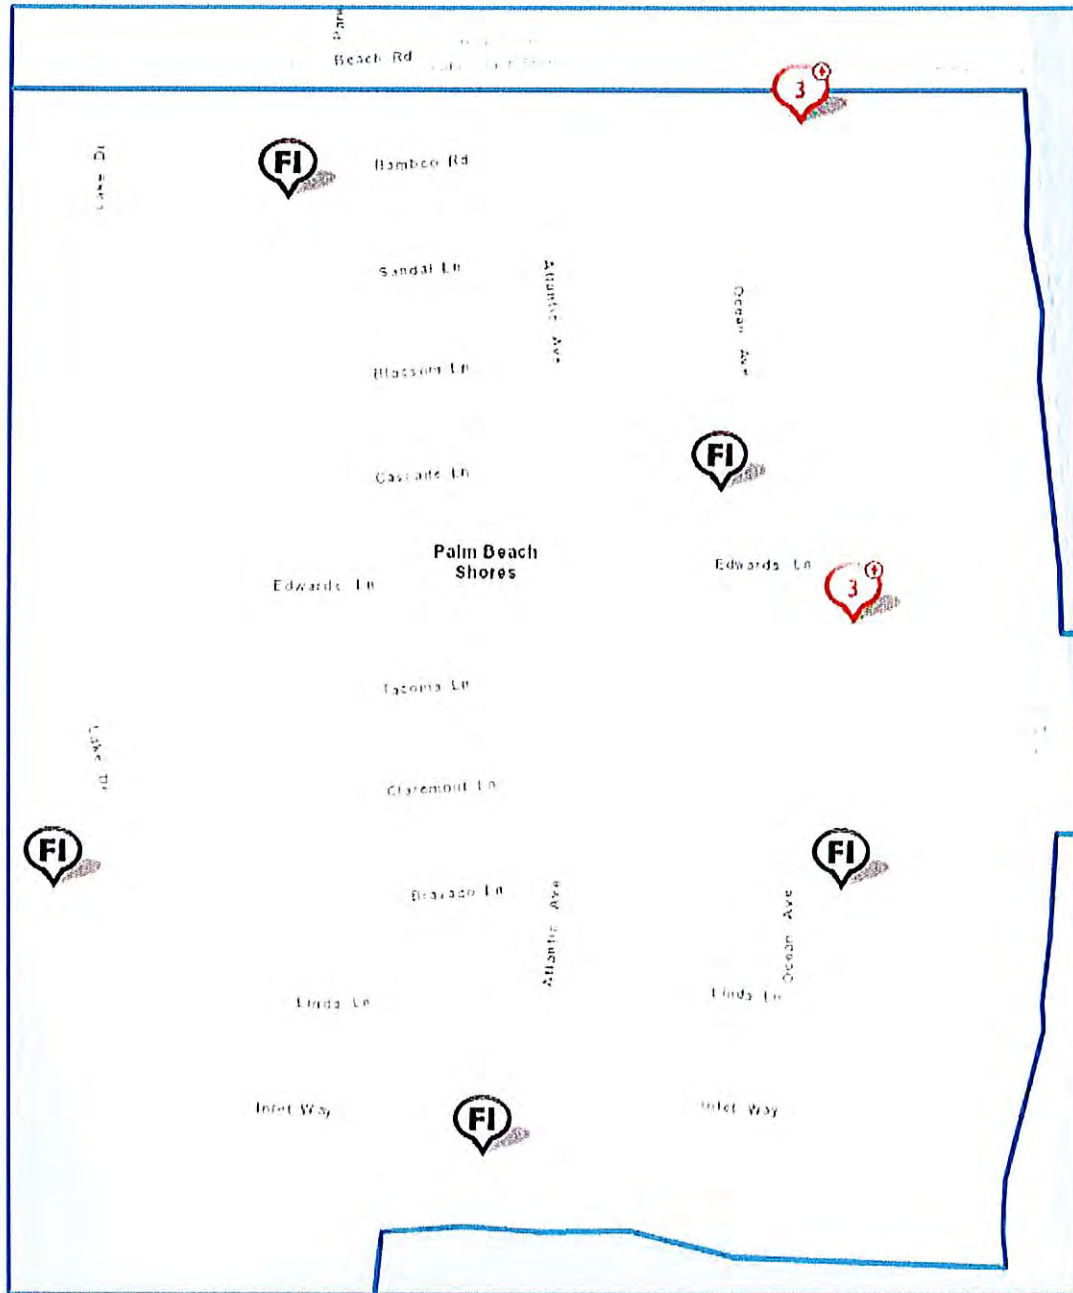 Beach Rd
3
Lake Dr
FI
Bamboo Rd
Sandal Ln
Atlantic Ave
Ocean Ave
Blossom Ln
FI
Cascade Ln
Palm Beach
Shores
Edwards Ln
Edwards Ln
3
Tacoma Ln
Lake Dr
Claremont Ln
FI
FI
Bravado Ln
Atlantic Ave
Ocean Ave
Linda Ln
Linda Ln
Inlet Way
FI
Inlet Way